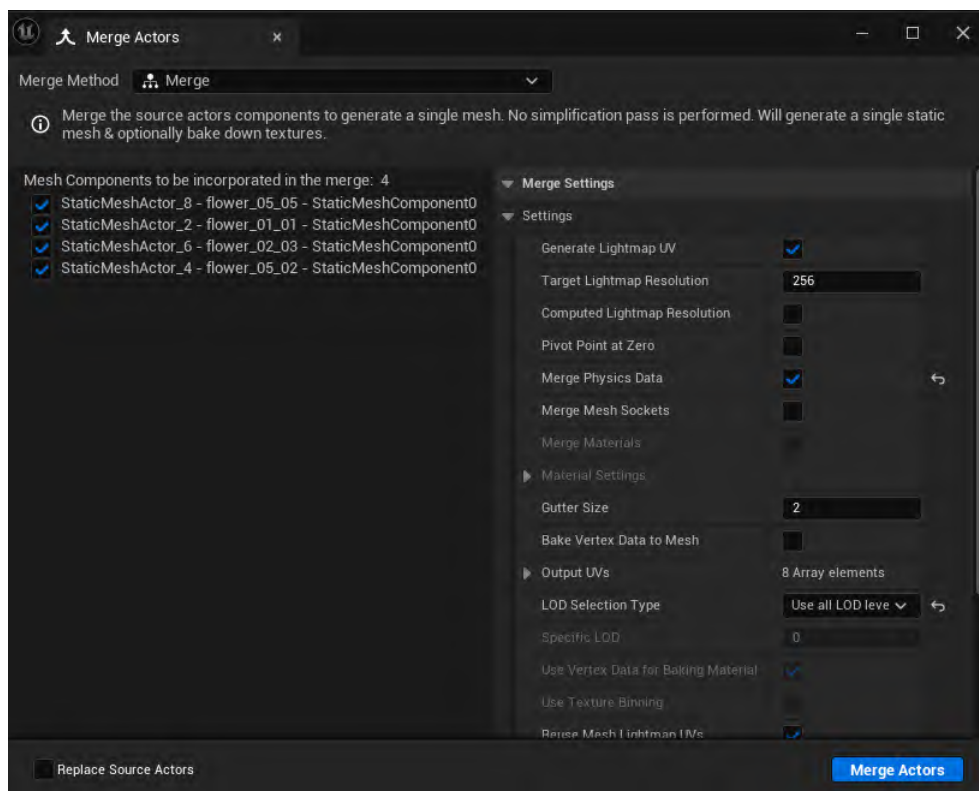 Merge Actors
Merge Method
Merge
Merge the source actors components to generate a single mesh. No simplification pass is performed. Will generate a single static
mesh & optionally bake down textures.
Mesh Components to be incorporated in the merge: 4
StaticMeshActor_8 - flower_05_05 - StaticMeshComponent0
StaticMeshActor_2 - flower_01_01 - StaticMeshComponent0
StaticMeshActor_6 - flower_02_03 - StaticMeshComponent0
StaticMeshActor_4 - flower_05_02 - StaticMeshComponent0
Merge Settings
Settings
Generate Lightmap UV
Target Lightmap Resolution 256
Computed Lightmap Resolution
Pivot Point at Zero
Merge Physics Data
Merge Mesh Sockets
Merge Materials
Material Settings
Gutter Size 2
Bake Vertex Data to Mesh
Output UVs 8 Array elements
LOD Selection Type Use all LOD leve
Specific LOD 0
Use Vertex Data for Baking Material
Use Texture Binning
Reuse Mesh Lightmap UVs
Replace Source Actors
Merge Actors